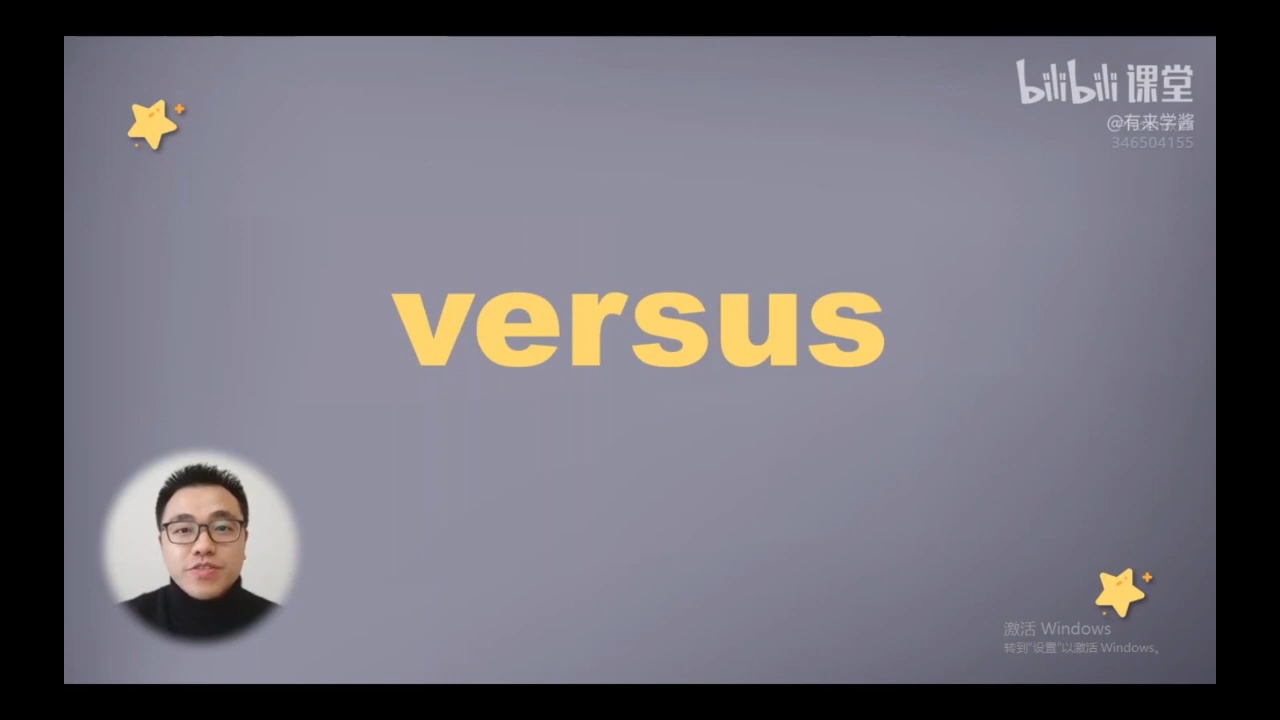 bilibili 课堂
@有来学酱
346504155
versus
激活 Windows
转到"设置"以激活 Windows。